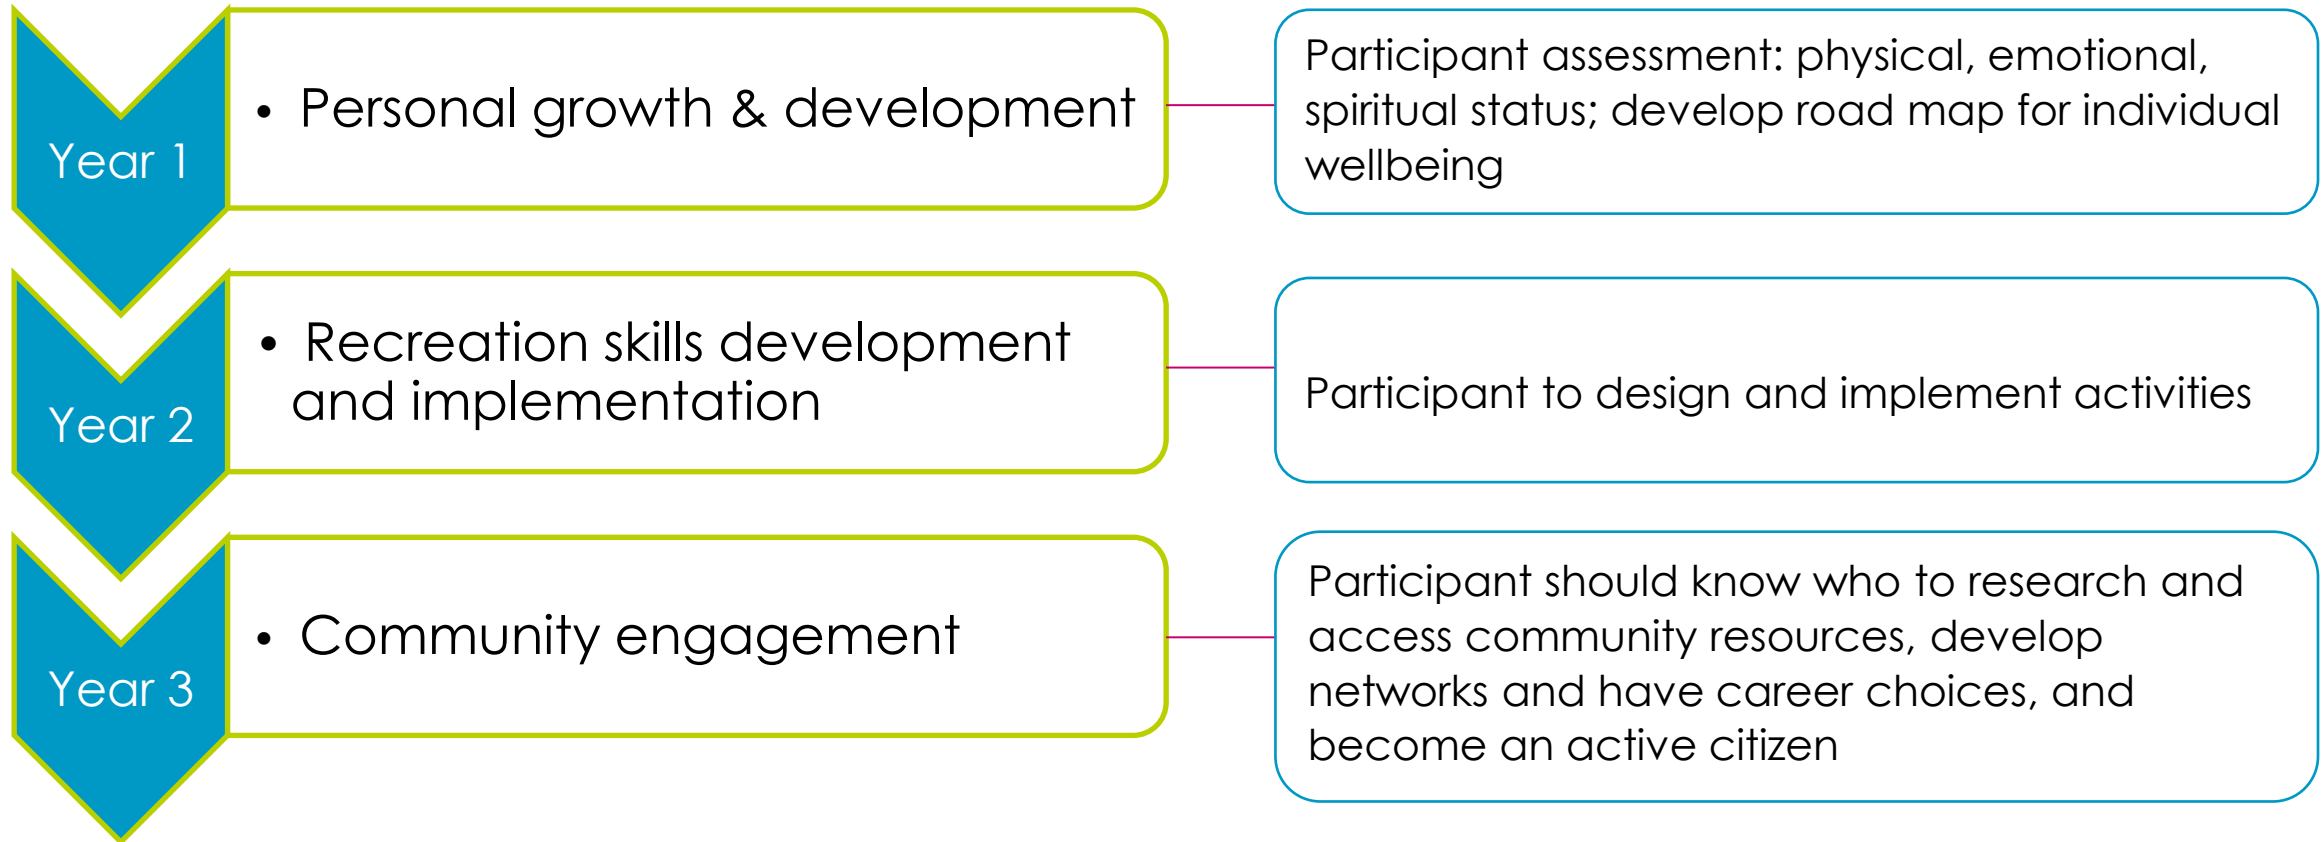 Year 1
• Personal growth & development
Participant assessment: physical, emotional,
spiritual status; develop road map for individual
wellbeing
Year 2
• Recreation skills development
and implementation
Participant to design and implement activities
Year 3
• Community engagement
Participant should know who to research and
access community resources, develop
networks and have career choices, and
become an active citizen